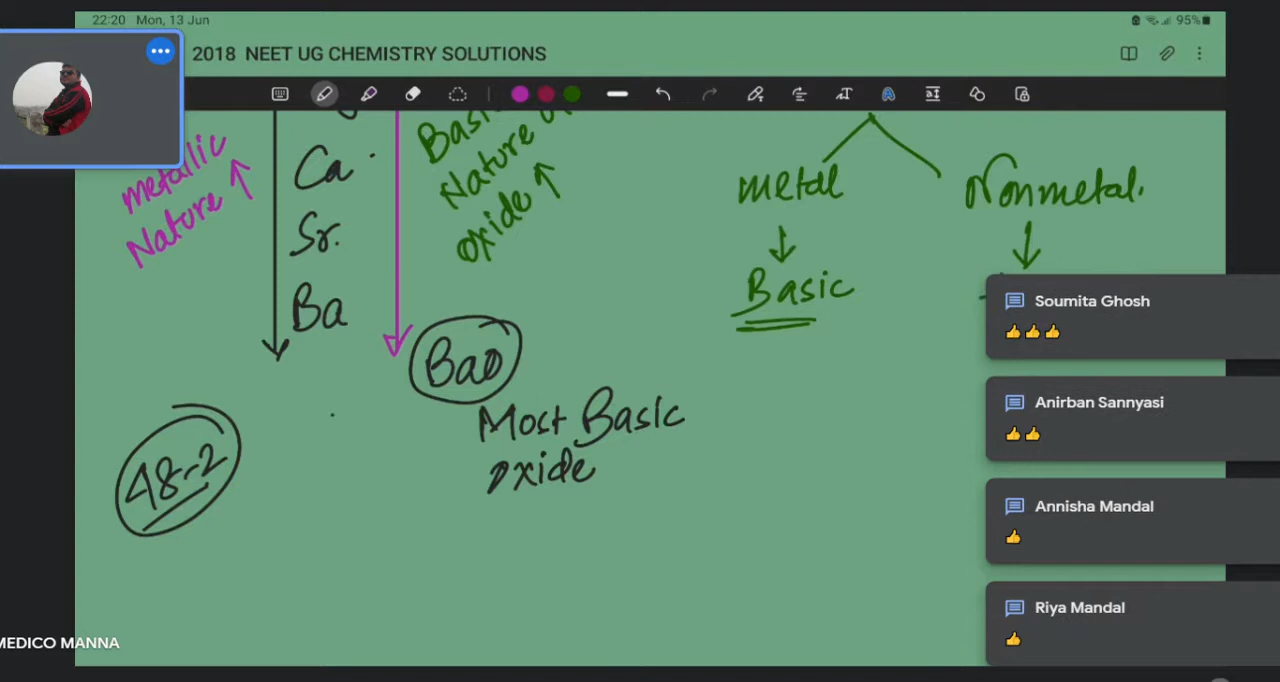 22:20 Mon, 13 Jun
95%
2018 NEET UG CHEMISTRY SOLUTIONS
metallic
Nature ↑
Ca
Sr.
Ba
Basic
Nature
oxide ↑
metal
Nonmetal.
Basic
BaO
Most Basic
oxide
48-2
Soumita Ghosh
👍👍👍
Anirban Sannyasi
👍👍
Annisha Mandal
👍
Riya Mandal
👍
MEDICO MANNA